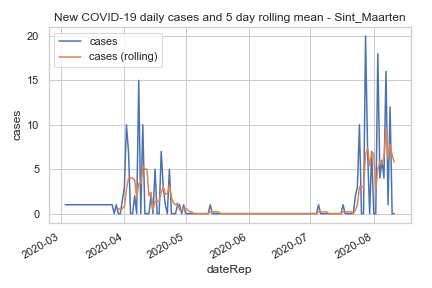 New COVID-19 daily cases and 5 day rolling mean - Sint_Maarten
cases
cases (rolling)
20
15
10
5
0
cases
2020-03
2020-04
2020-05
2020-06
2020-07
2020-08
dateRep